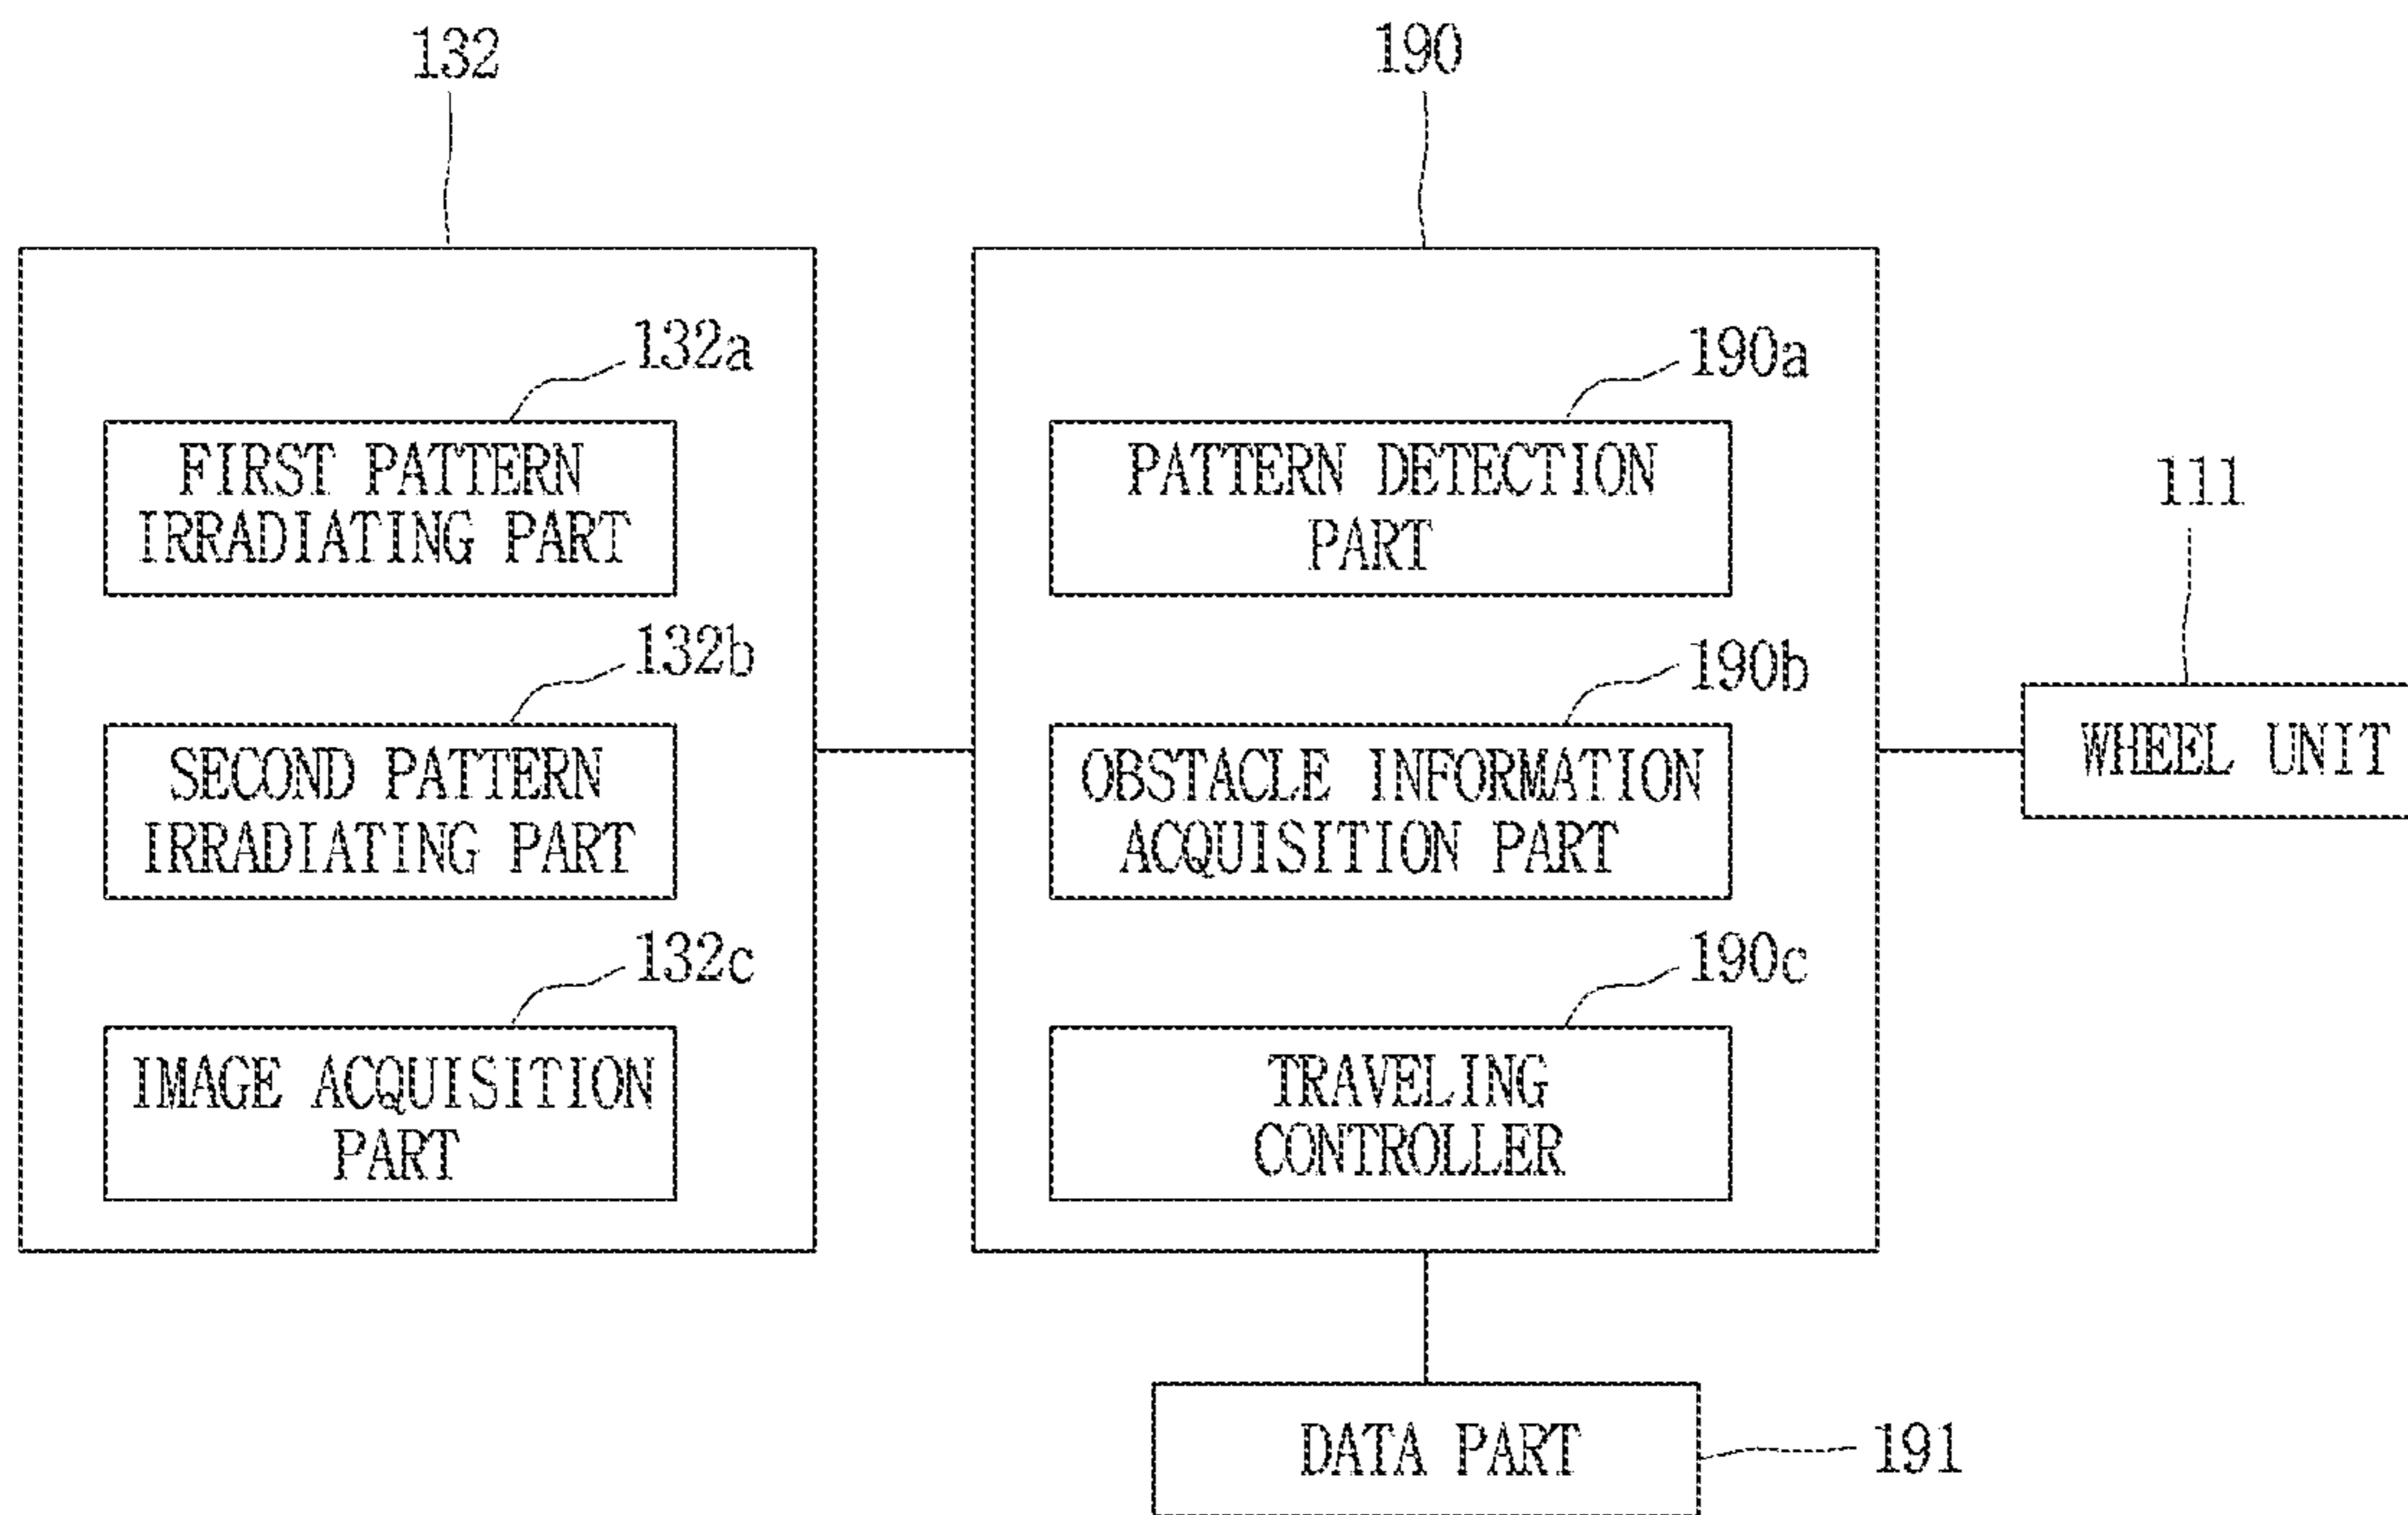 132
190
132a
FIRST PATTERN
IRRADIATING PART
132b
SECOND PATTERN
IRRADIATING PART
132c
IMAGE ACQUISITION
PART
190a
PATTERN DETECTION
PART
190b
OBSTACLE INFORMATION
ACQUISITION PART
190c
TRAVELING
CONTROLLER
111
WHEEL UNIT
DATA PART
191